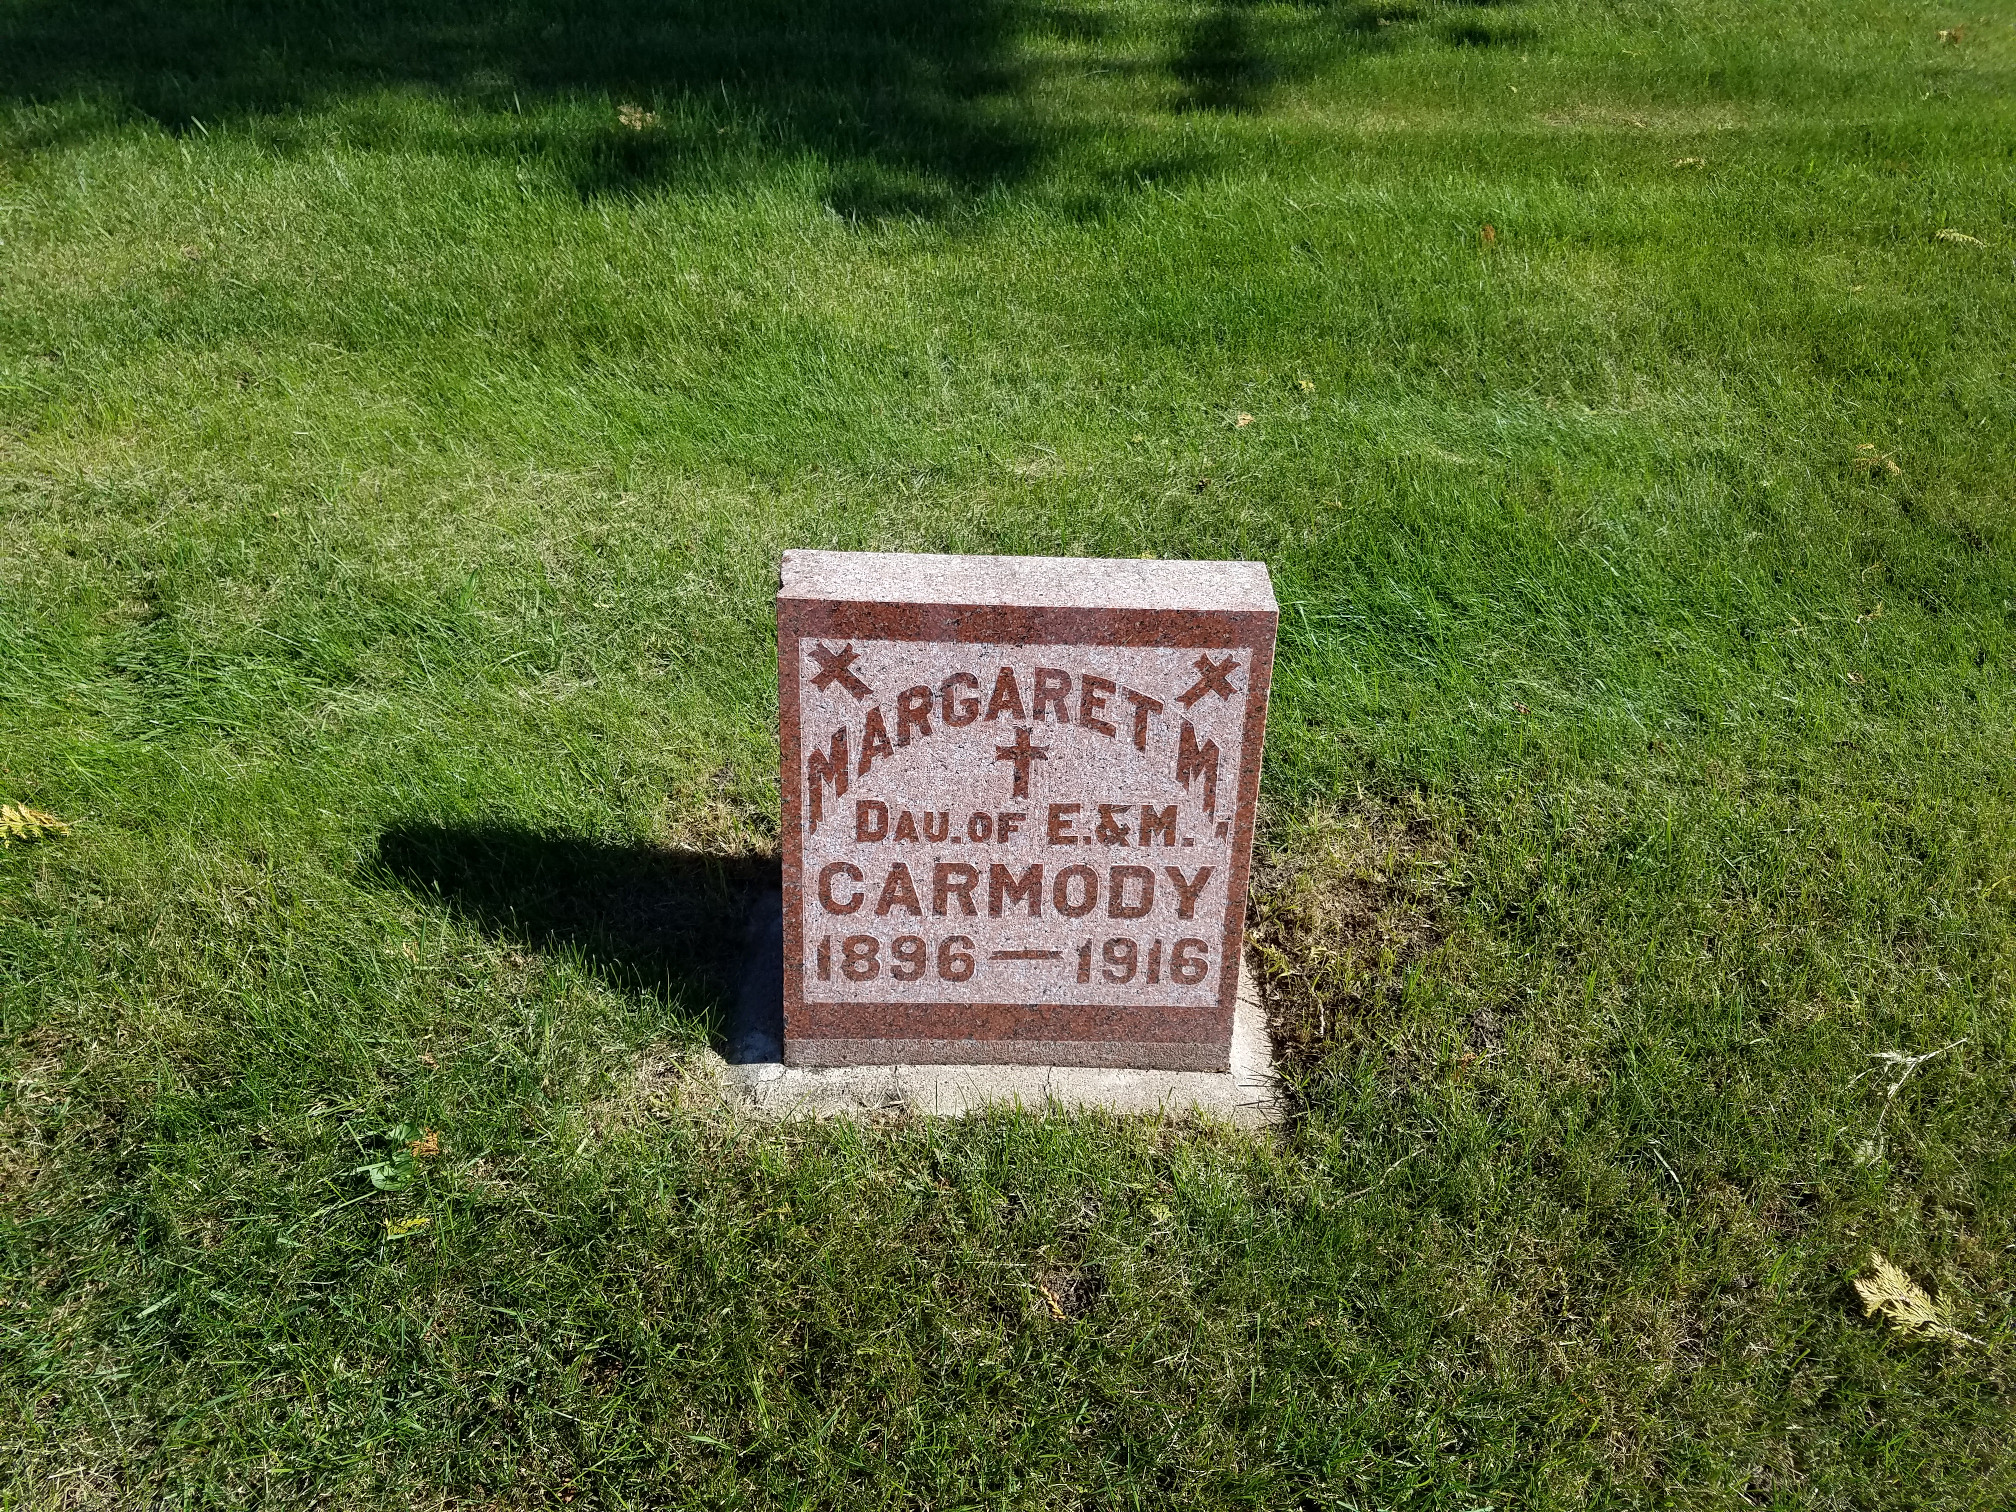 MARGARET M.
DAU. OF E. & M.
CARMODY
1896 — 1916